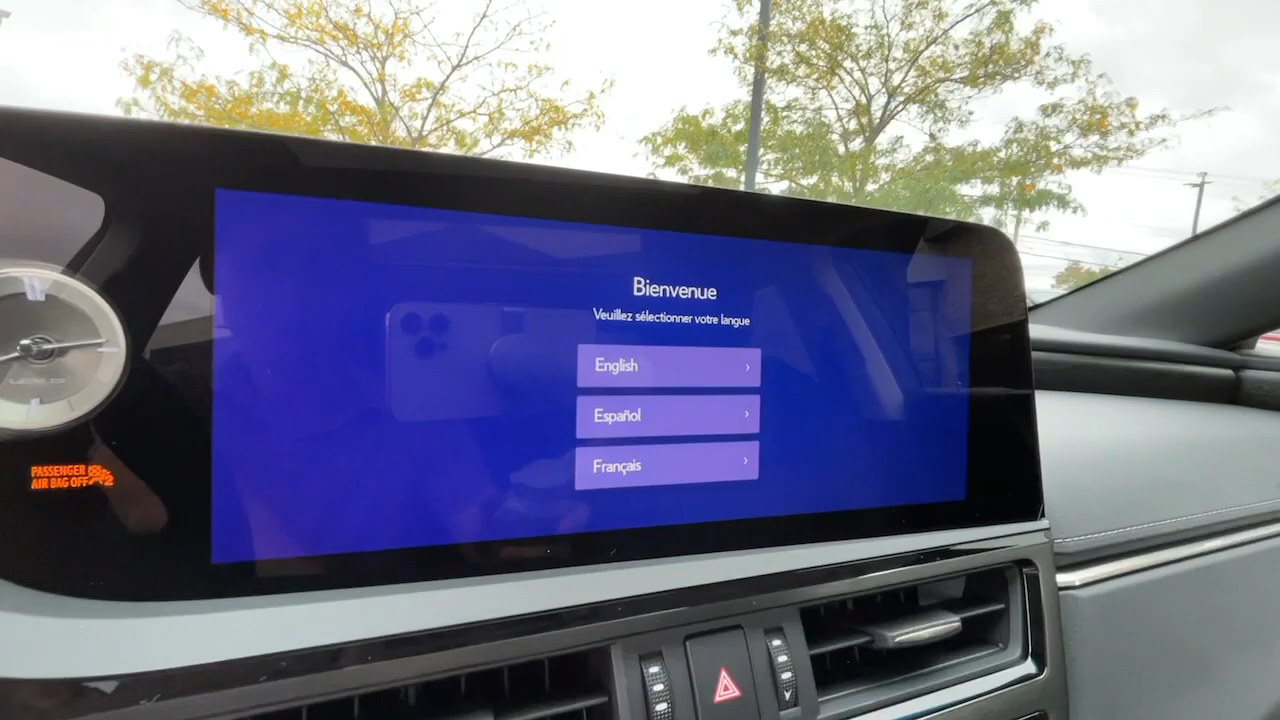 Bienvenue
Veuillez sélectionner votre langue
English
Español
Français
PASSENGER
AIR BAG OFF